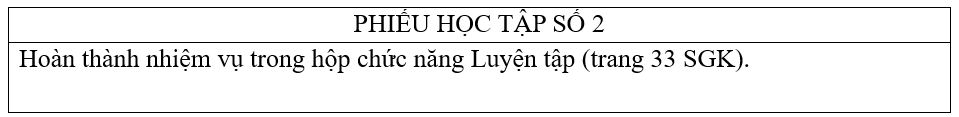 PHIẾU HỌC TẬP SỐ 2
Hoàn thành nhiệm vụ trong hộp chức năng Luyện tập (trang 33 SGK).